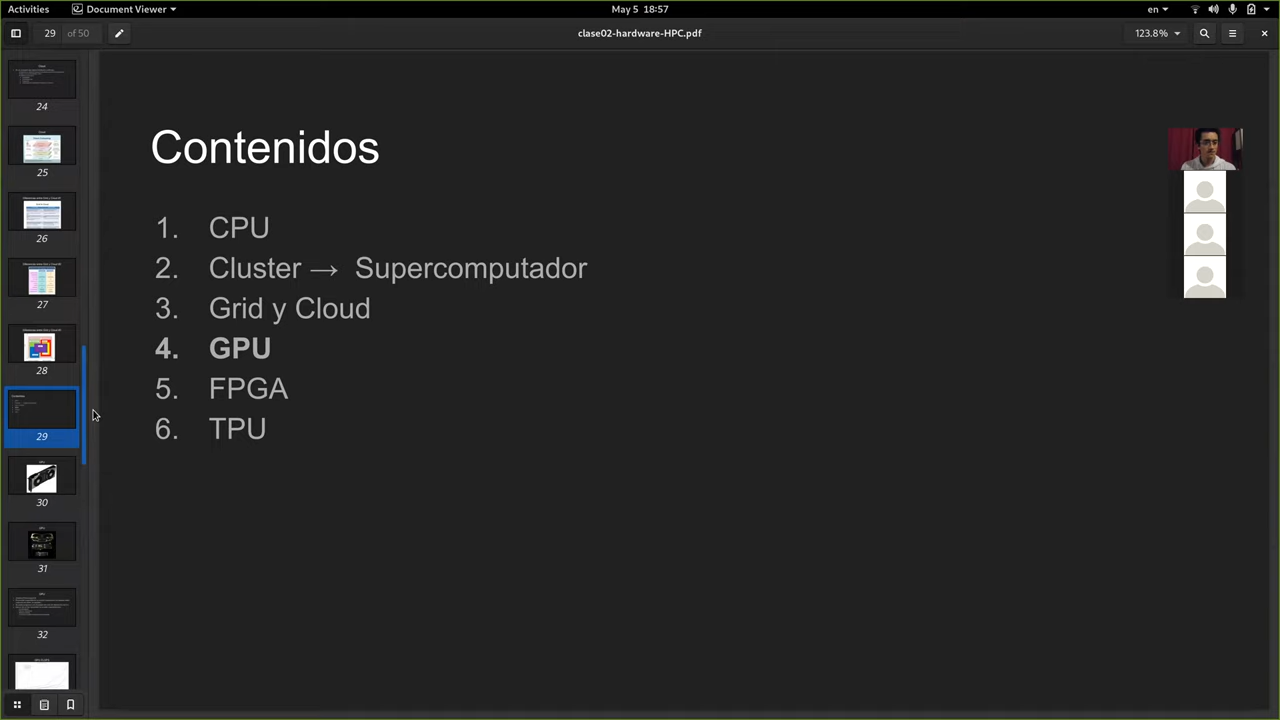 Activities
Document Viewer
May 5 18:57
en
29 of 50
clase02-hardware-HPC.pdf
123.8%
24
25
26
27
28
29
30
31
32
Contenidos
1. CPU
2. Cluster → Supercomputador
3. Grid y Cloud
4. GPU
5. FPGA
6. TPU